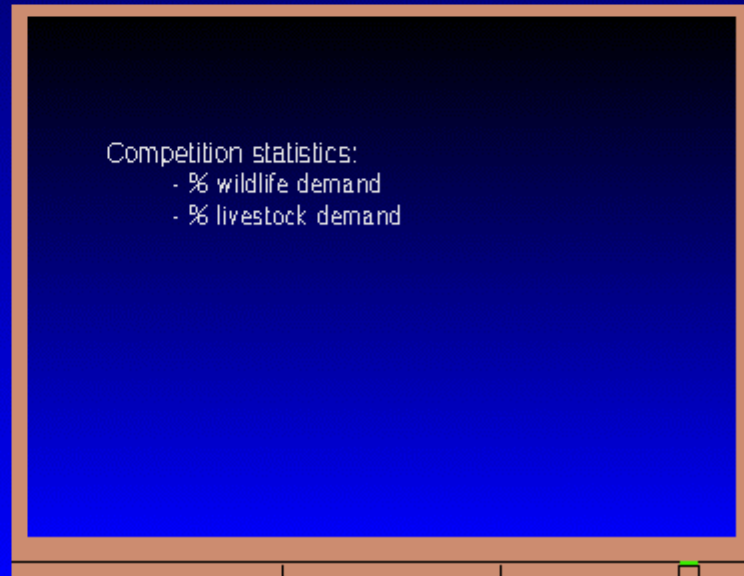 Competition statistics:
- % wildlife demand
- % livestock demand